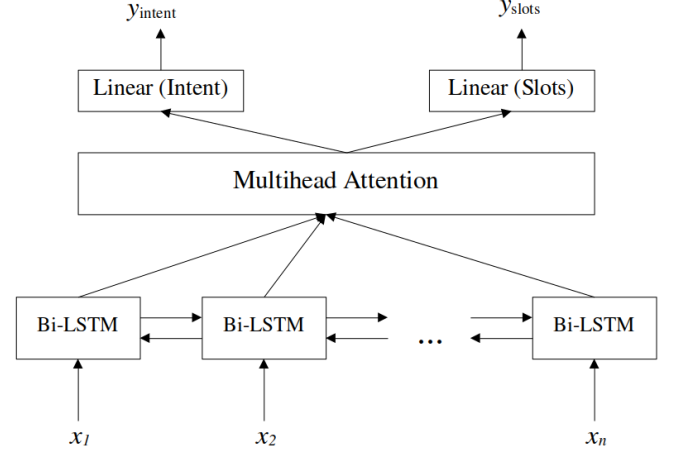 y_intent y_slots
Linear (Intent) Linear (Slots)
Multihead Attention
Bi-LSTM Bi-LSTM ... Bi-LSTM
x_1 x_2 x_n